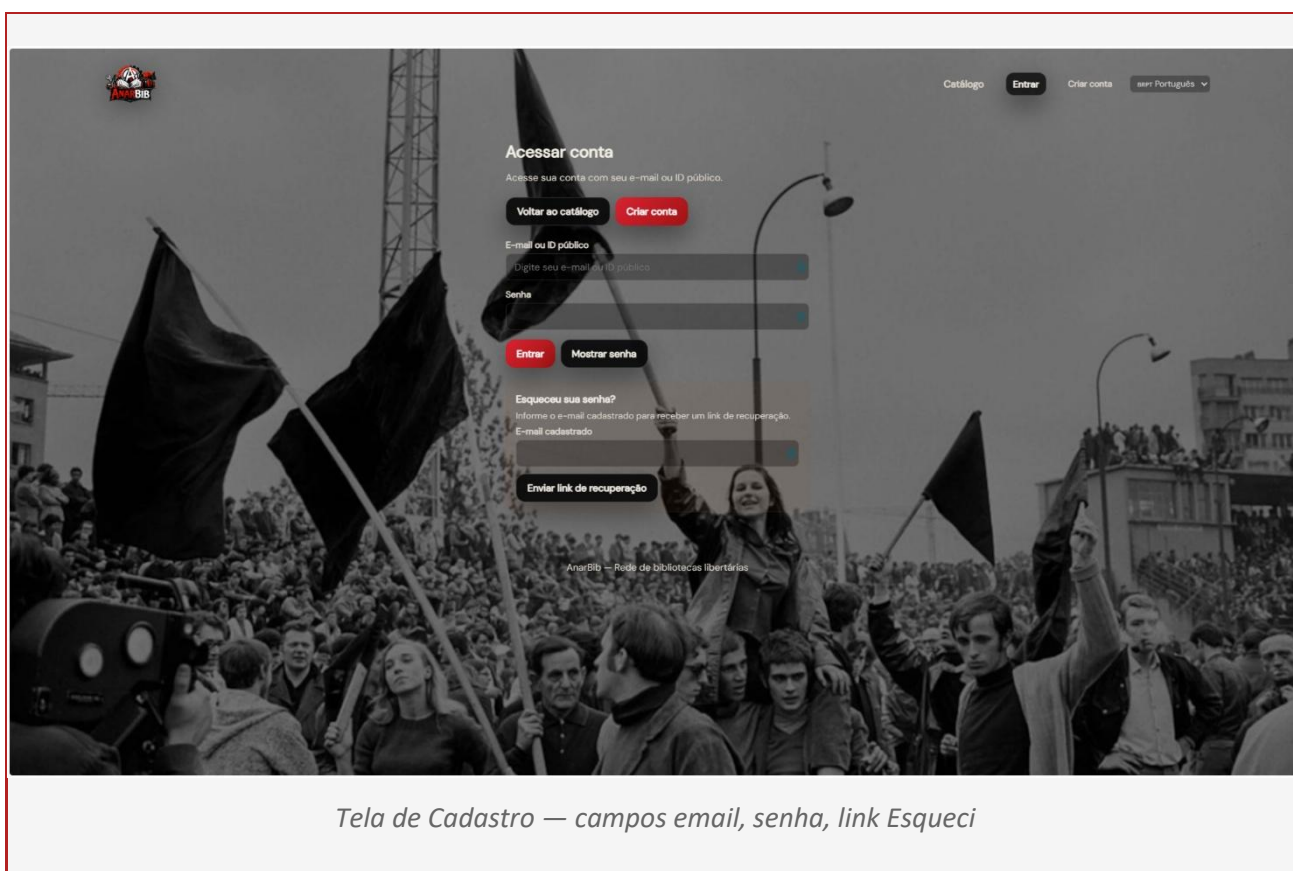 ANARBIB
Catálogo
Entrar
Criar conta
BRPT Português
Acessar conta
Acesse sua conta com seu e-mail ou ID público.
Voltar ao catálogo
Criar conta
E-mail ou ID público
Digite seu e-mail ou ID público
Senha
Entrar
Mostrar senha
Esqueceu sua senha?
Informe o e-mail cadastrado para receber um link de recuperação.
E-mail cadastrado
Enviar link de recuperação
AnarBib — Rede de bibliotecas libertárias
Tela de Cadastro — campos email, senha, link Esqueci